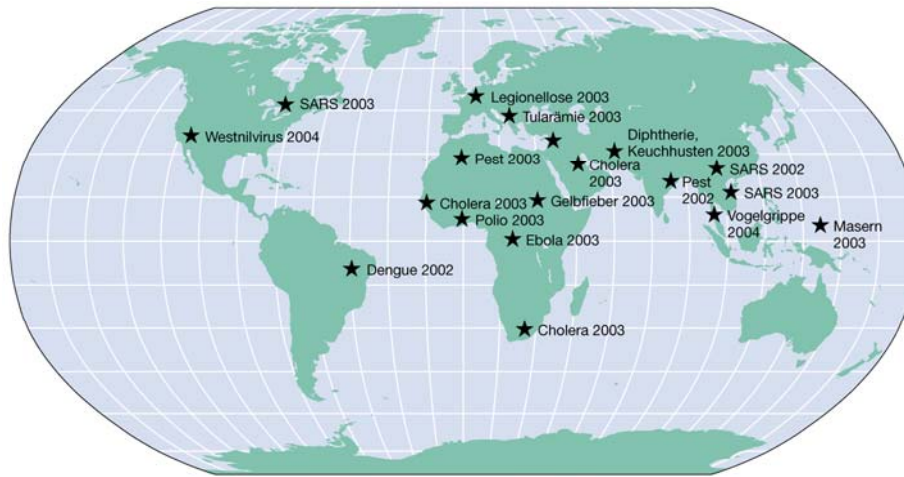 Legionellose 2003
SARS 2003
Tularämie 2003
Westnilvirus 2004
Diphtherie,
Keuchhusten 2003
Pest 2003
Cholera
2003
SARS 2002
Pest
2002
SARS 2003
Cholera 2003
Gelbfieber 2003
Polio 2003
Vogelgrippe
2004
Masern
2003
Ebola 2003
Dengue 2002
Cholera 2003